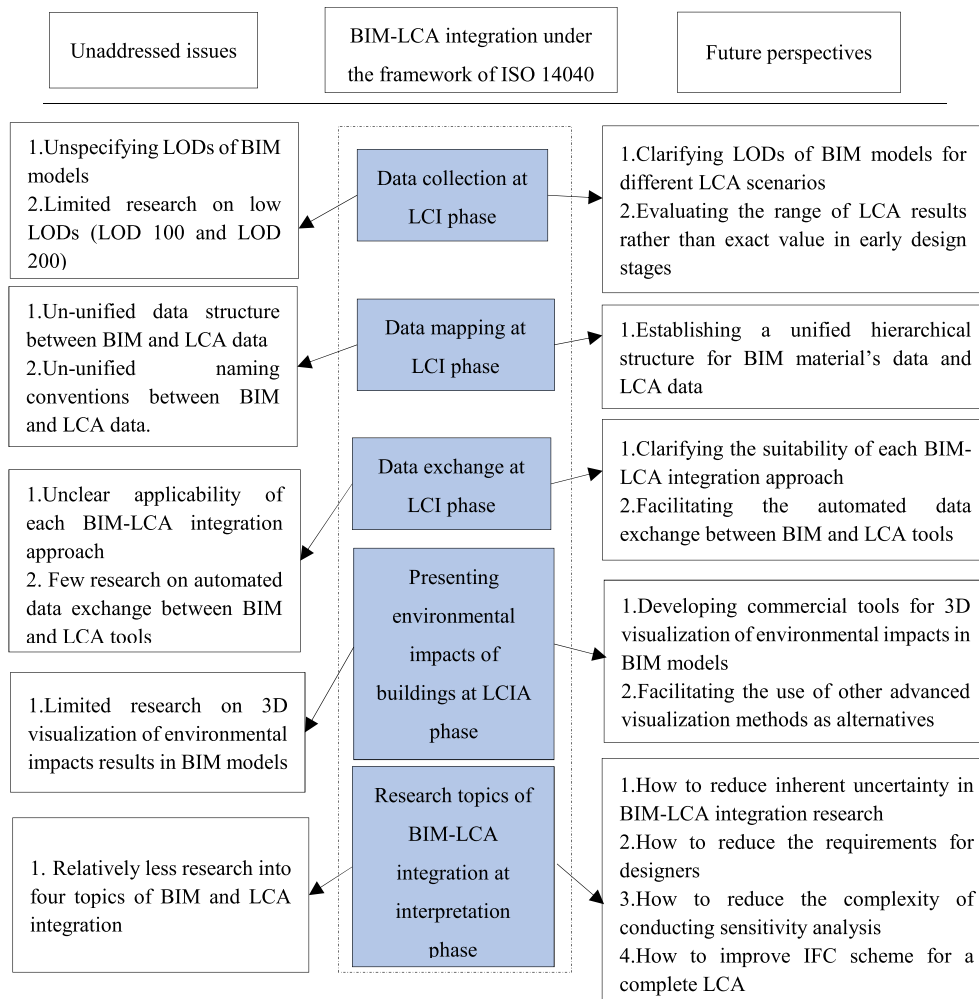 Unaddressed issues
BIM-LCA integration under
the framework of ISO 14040
Future perspectives
1.Unspecifying LODs of BIM
models
2.Limited research on low
LODs (LOD 100 and LOD
200)
Data collection at
LCI phase
1.Clarifying LODs of BIM models for
different LCA scenarios
2.Evaluating the range of LCA results
rather than exact value in early design
stages
1.Un-unified data structure
between BIM and LCA data
2.Un-unified naming
conventions between BIM
and LCA data.
Data mapping at
LCI phase
1.Establishing a unified hierarchical
structure for BIM material's data and
LCA data
1.Unclear applicability of
each BIM-LCA integration
approach
2. Few research on automated
data exchange between BIM
and LCA tools
Data exchange at
LCI phase
1.Clarifying the suitability of each BIM-
LCA integration approach
2.Facilitating the automated data
exchange between BIM and LCA tools
1.Limited research on 3D
visualization of environmental
impacts results in BIM models
Presenting
environmental
impacts of
buildings at LCIA
phase
1.Developing commercial tools for 3D
visualization of environmental impacts in
BIM models
2.Facilitating the use of other advanced
visualization methods as alternatives
1. Relatively less research into
four topics of BIM and LCA
integration
Research topics of
BIM-LCA
integration at
interpretation
phase
1.How to reduce inherent uncertainty in
BIM-LCA integration research
2.How to reduce the requirements for
designers
3.How to reduce the complexity of
conducting sensitivity analysis
4.How to improve IFC scheme for a
complete LCA